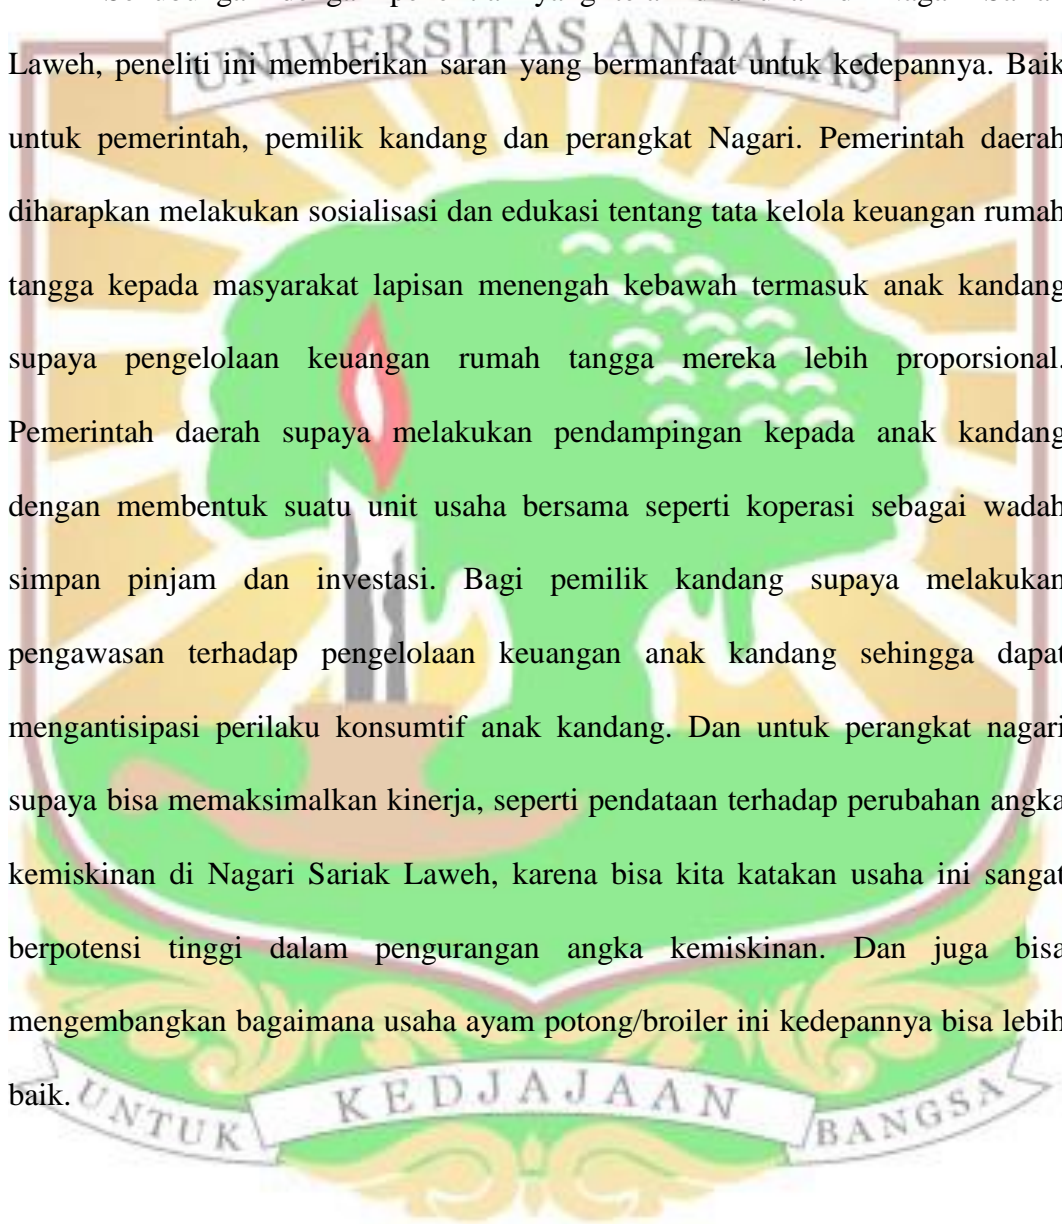 UNIVERSITAS ANDALAS
Laweh, peneliti ini memberikan saran yang bermanfaat untuk kedepannya. Baik
untuk pemerintah, pemilik kandang dan perangkat Nagari. Pemerintah daerah
diharapkan melakukan sosialisasi dan edukasi tentang tata kelola keuangan rumah
tangga kepada masyarakat lapisan menengah kebawah termasuk anak kandang
supaya pengelolaan keuangan rumah tangga mereka lebih proporsional.
Pemerintah daerah supaya melakukan pendampingan kepada anak kandang
dengan membentuk suatu unit usaha bersama seperti koperasi sebagai wadah
simpan pinjam dan investasi. Bagi pemilik kandang supaya melakukan
pengawasan terhadap pengelolaan keuangan anak kandang sehingga dapat
mengantisipasi perilaku konsumtif anak kandang. Dan untuk perangkat nagari
supaya bisa memaksimalkan kinerja, seperti pendataan terhadap perubahan angka
kemiskinan di Nagari Sariak Laweh, karena bisa kita katakan usaha ini sangat
berpotensi tinggi dalam pengurangan angka kemiskinan. Dan juga bisa
mengembangkan bagaimana usaha ayam potong/broiler ini kedepannya bisa lebih
baik.
UNTUK KEDJAJAAN BANGSA